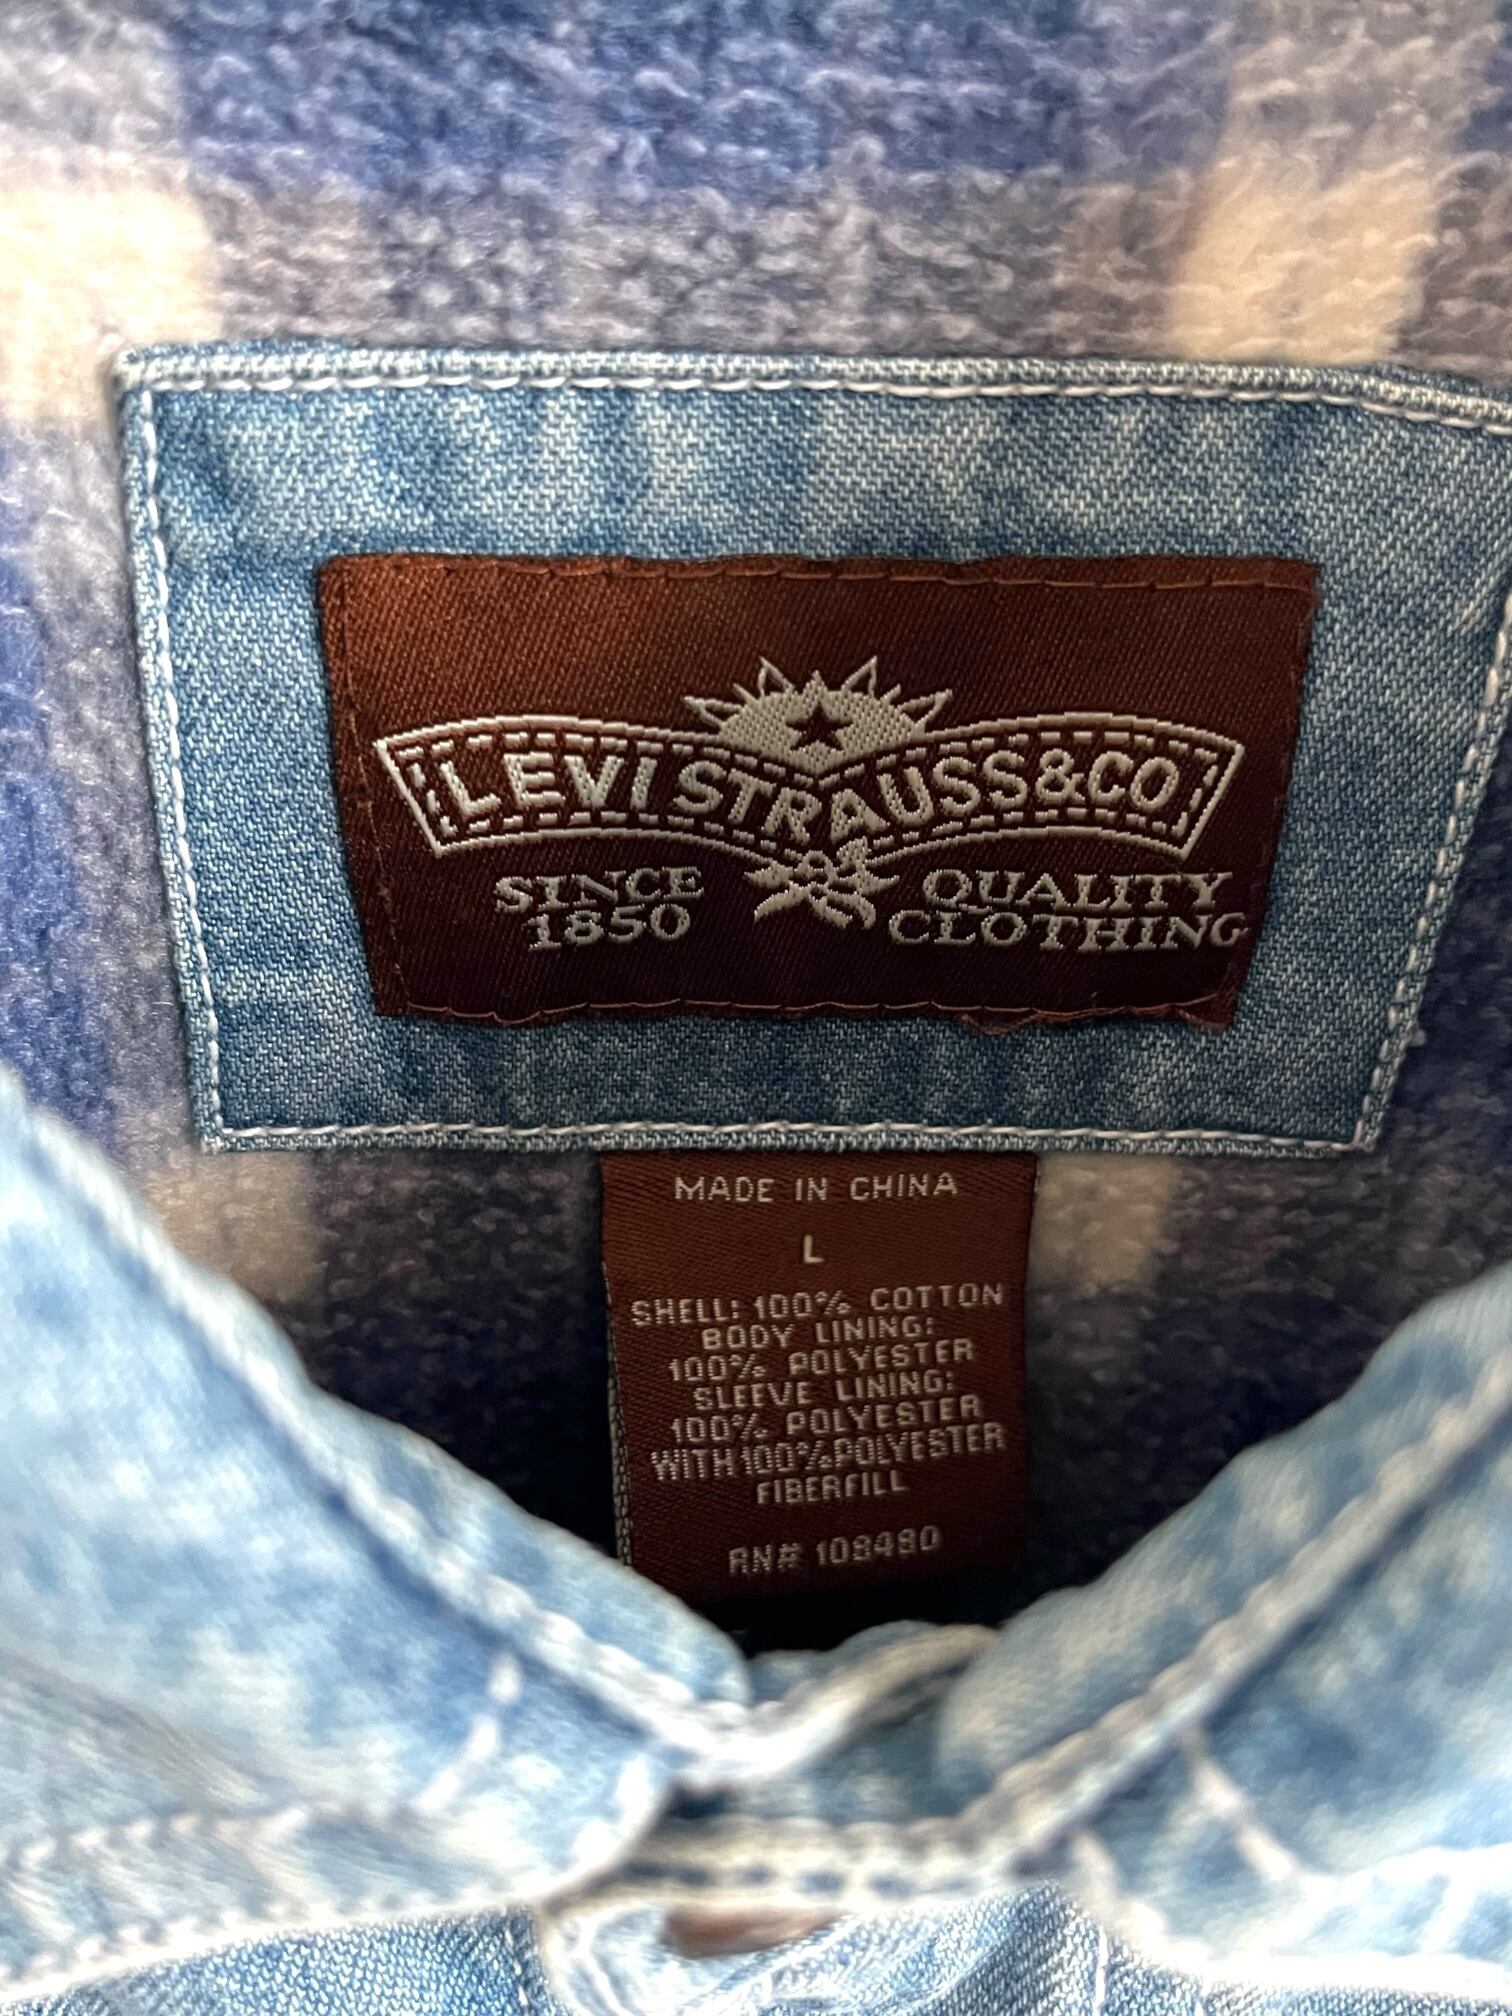 LEVI STRAUSS & CO
SINCE
1850
QUALITY
CLOTHING
MADE IN CHINA
L
SHELL: 100% COTTON
BODY LINING:
100% POLYESTER
SLEEVE LINING:
100% POLYESTER
WITH 100% POLYESTER
FIBERFILL
RN# 108480